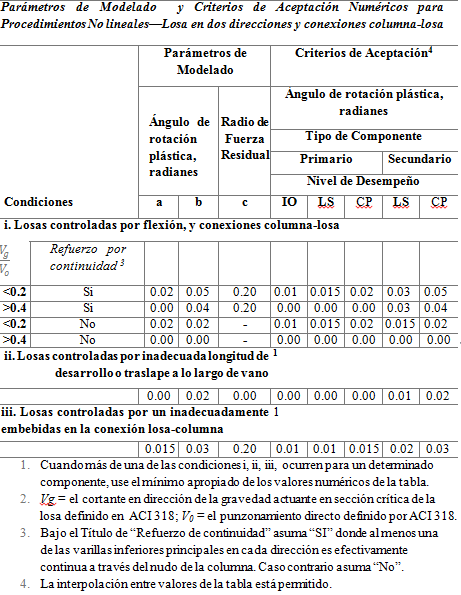 Parámetros de Modelado y Criterios de Aceptación Numéricos para
Procedimientos No lineales—Losa en dos direcciones y conexiones columna-losa
Parámetros de Modelado Criterios de Aceptación4
Ángulo de rotación plástica, radianes
Tipo de Componente
Ángulo de rotación plástica, radianes Radio de Fuerza Residual
Primario Secundario
Nivel de Desempeño
Condiciones a b c IO LS CP LS CP
i. Losas controladas por flexión, y conexiones columna-losa
Vg/Vo Refuerzo por continuidad 3
<0.2 Si 0.02 0.05 0.20 0.01 0.015 0.02 0.03 0.05
>0.4 Si 0.00 0.04 0.20 0.00 0.00 0.00 0.03 0.04
<0.2 No 0.02 0.02 - 0.01 0.015 0.02 0.015 0.02
>0.4 No 0.00 0.00 - 0.00 0.00 0.00 0.00 0.00
ii. Losas controladas por inadecuada longitud de 1
desarrollo o traslape a lo largo de vano
0.00 0.02 0.00 0.00 0.00 0.00 0.01 0.02
iii. Losas controladas por un inadecuadamente 1
embebidas en la conexión losa-columna
0.015 0.03 0.20 0.01 0.01 0.015 0.02 0.03
1. Cuando más de una de las condiciones i, ii, iii, ocurren para un determinado
componente, use el mínimo apropiado de los valores numéricos de la tabla.
2. Vg = el cortante en dirección de la gravedad actuante en sección crítica de la
losa definido en ACI 318; V0 = el punzonamiento directo definido por ACI 318.
3. Bajo el Título de “Refuerzo de continuidad” asuma “SI” donde al menos una
de las varillas inferiores principales en cada dirección es efectivamente
continua a través del nudo de la columna. Caso contrario asuma “No”.
4. La interpolación entre valores de la tabla está permitido.